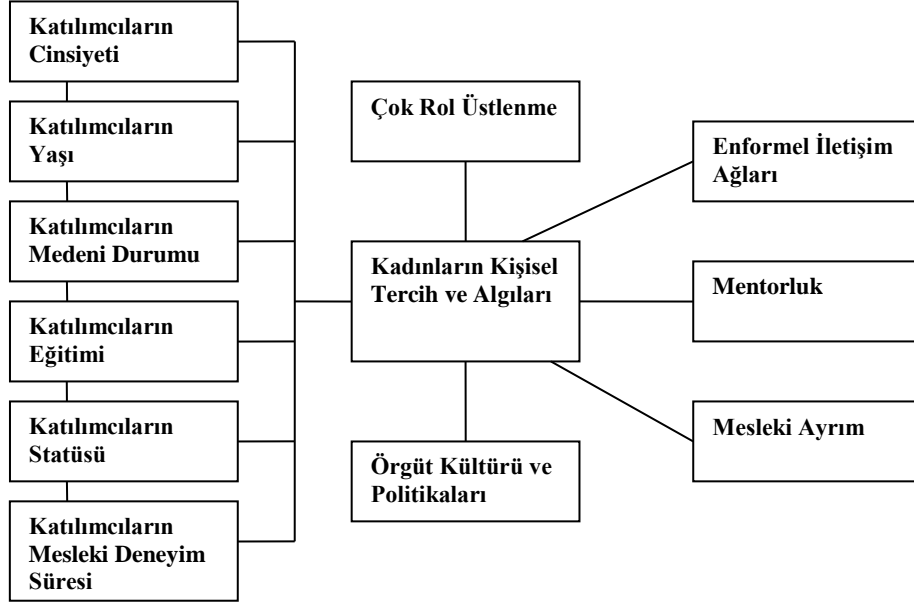 Katılımcıların
Cinsiyeti
Katılımcıların
Yaşı
Katılımcıların
Medeni Durumu
Katılımcıların
Eğitimi
Katılımcıların
Statüsü
Katılımcıların
Mesleki Deneyim
Süresi
Çok Rol Üstlenme
Kadınların Kişisel
Tercih ve Algıları
Örgüt Kültürü ve
Politikaları
Enformel İletişim
Ağları
Mentorluk
Mesleki Ayrım